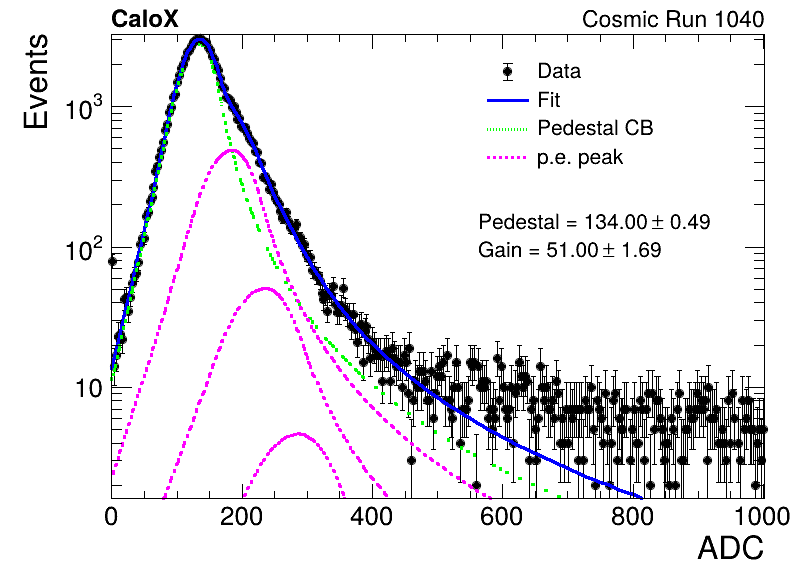 CaloX Cosmic Run 1040
Events
Data
Fit
Pedestal CB
p.e. peak
Pedestal = 134.00 ± 0.49
Gain = 51.00 ± 1.69
10³
10²
10
0 200 400 600 800 1000
ADC